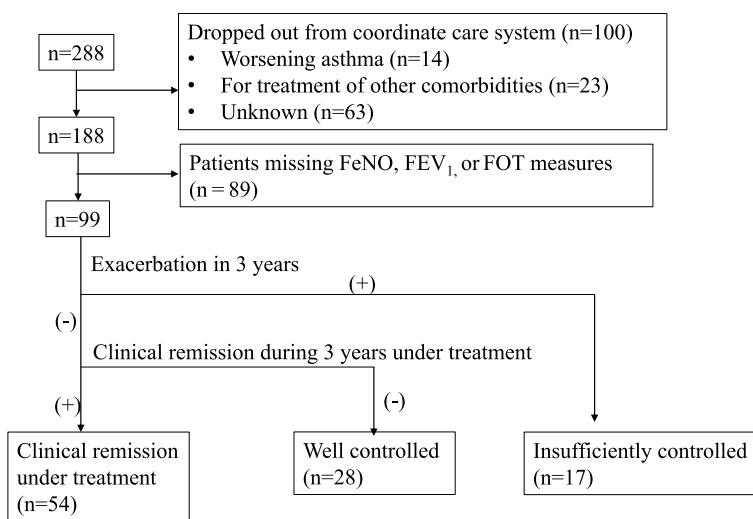 n=288
Dropped out from coordinate care system (n=100)
• Worsening asthma (n=14)
• For treatment of other comorbidities (n=23)
• Unknown (n=63)
n=188
Patients missing FeNO, FEV₁, or FOT measures
(n = 89)
n=99
Exacerbation in 3 years
(+)
(-)
Clinical remission during 3 years under treatment
(+)
(-)
Clinical remission
under treatment
(n=54)
Well controlled
(n=28)
Insufficiently controlled
(n=17)